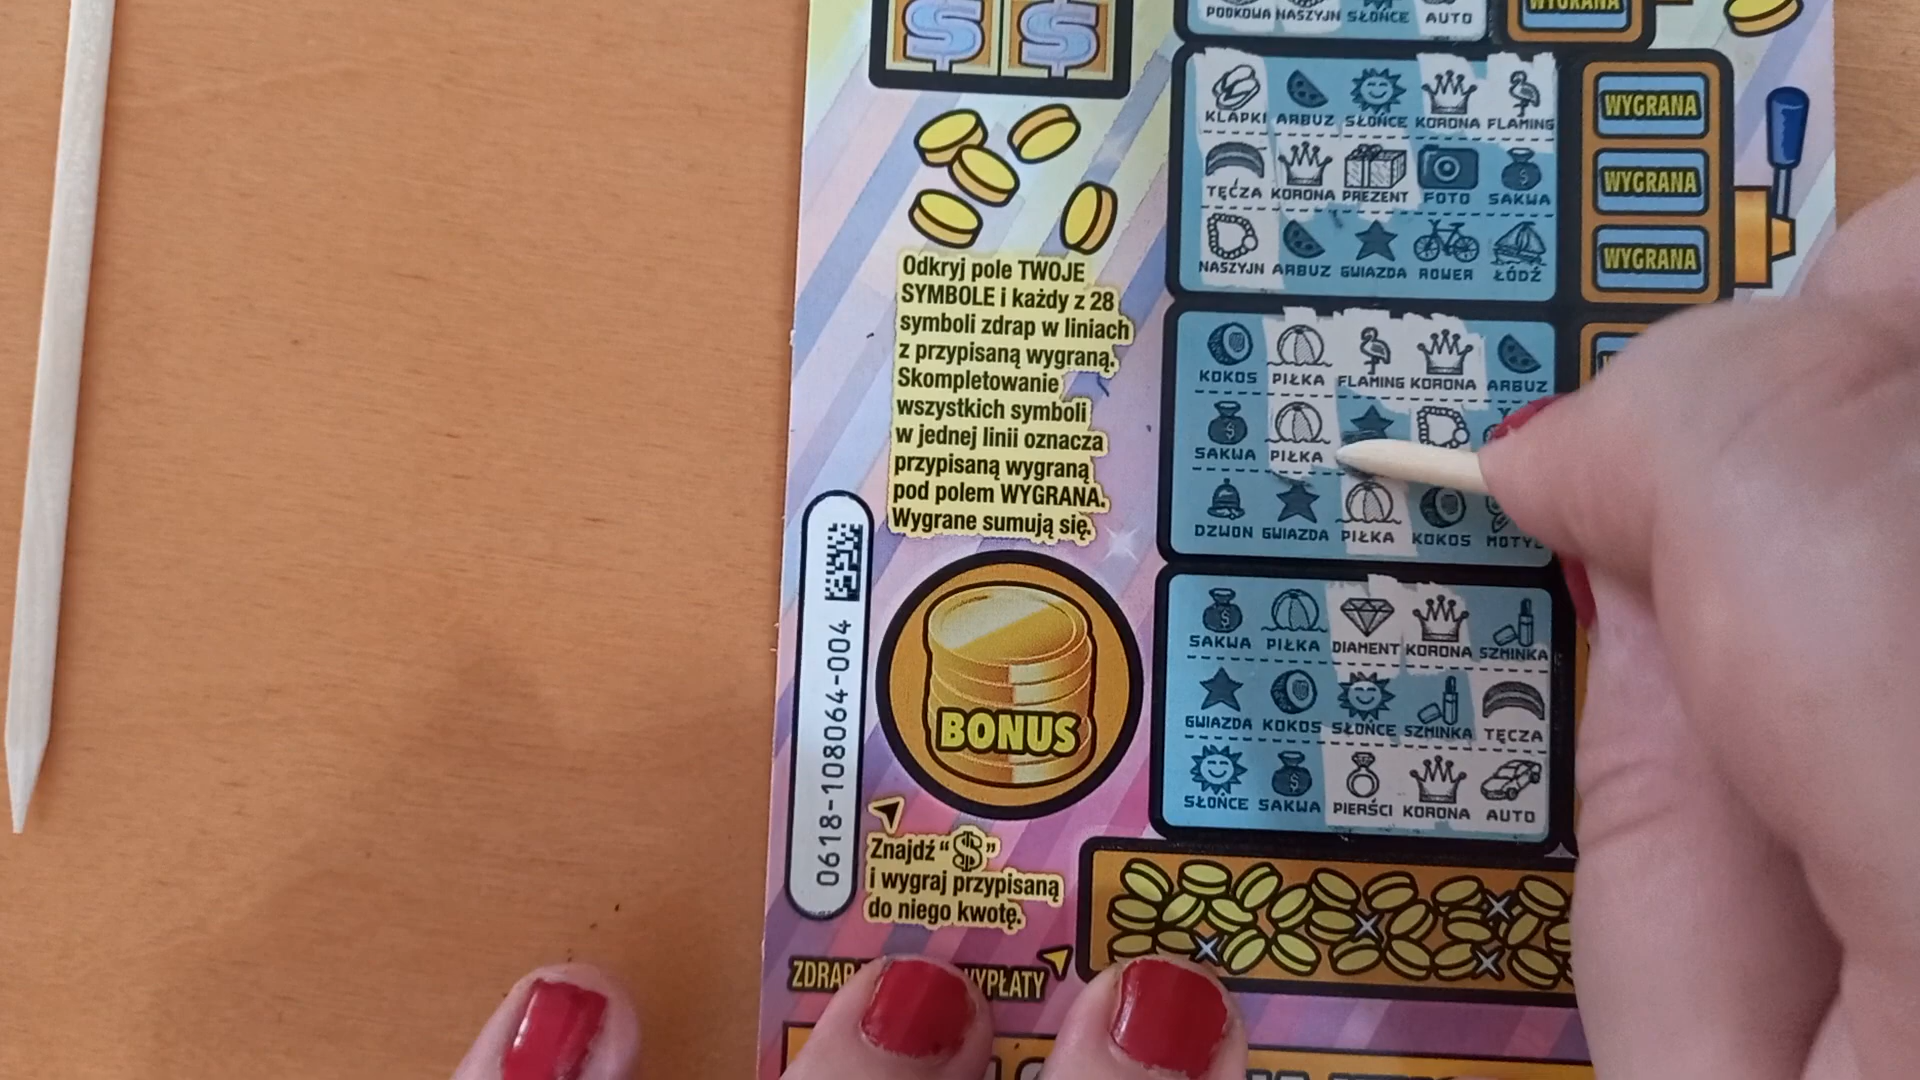 PODKOWA NASZYJN SŁOŃCE AUTO
WYGRANA
KLAPKI ARBUZ SŁOŃCE KORONA FLAMING
WYGRANA
TĘCZA KORONA PREZENT FOTO SAKWA
WYGRANA
NASZYJN ARBUZ GWIAZDA ROWER ŁÓDŹ
WYGRANA
Odkryj pole TWOJE
SYMBOLE i każdy z 28
symboli zdrap w liniach
z przypisaną wygraną.
Skompletowanie
wszystkich symboli
w jednej linii oznacza
przypisaną wygraną
pod polem WYGRANA.
Wygrane sumują się.
KOKOS PIŁKA FLAMING KORONA ARBUZ
SAKWA PIŁKA
DZWON GWIAZDA PIŁKA KOKOS
SAKWA PIŁKA DIAMENT KORONA SZMINKA
GWIAZDA KOKOS SŁOŃCE SZMINKA TĘCZA
SŁOŃCE SAKWA PIERŚCI KORONA AUTO
0618-108064-004
BONUS
Znajdź “$”
i wygraj przypisaną
do niego kwotę.